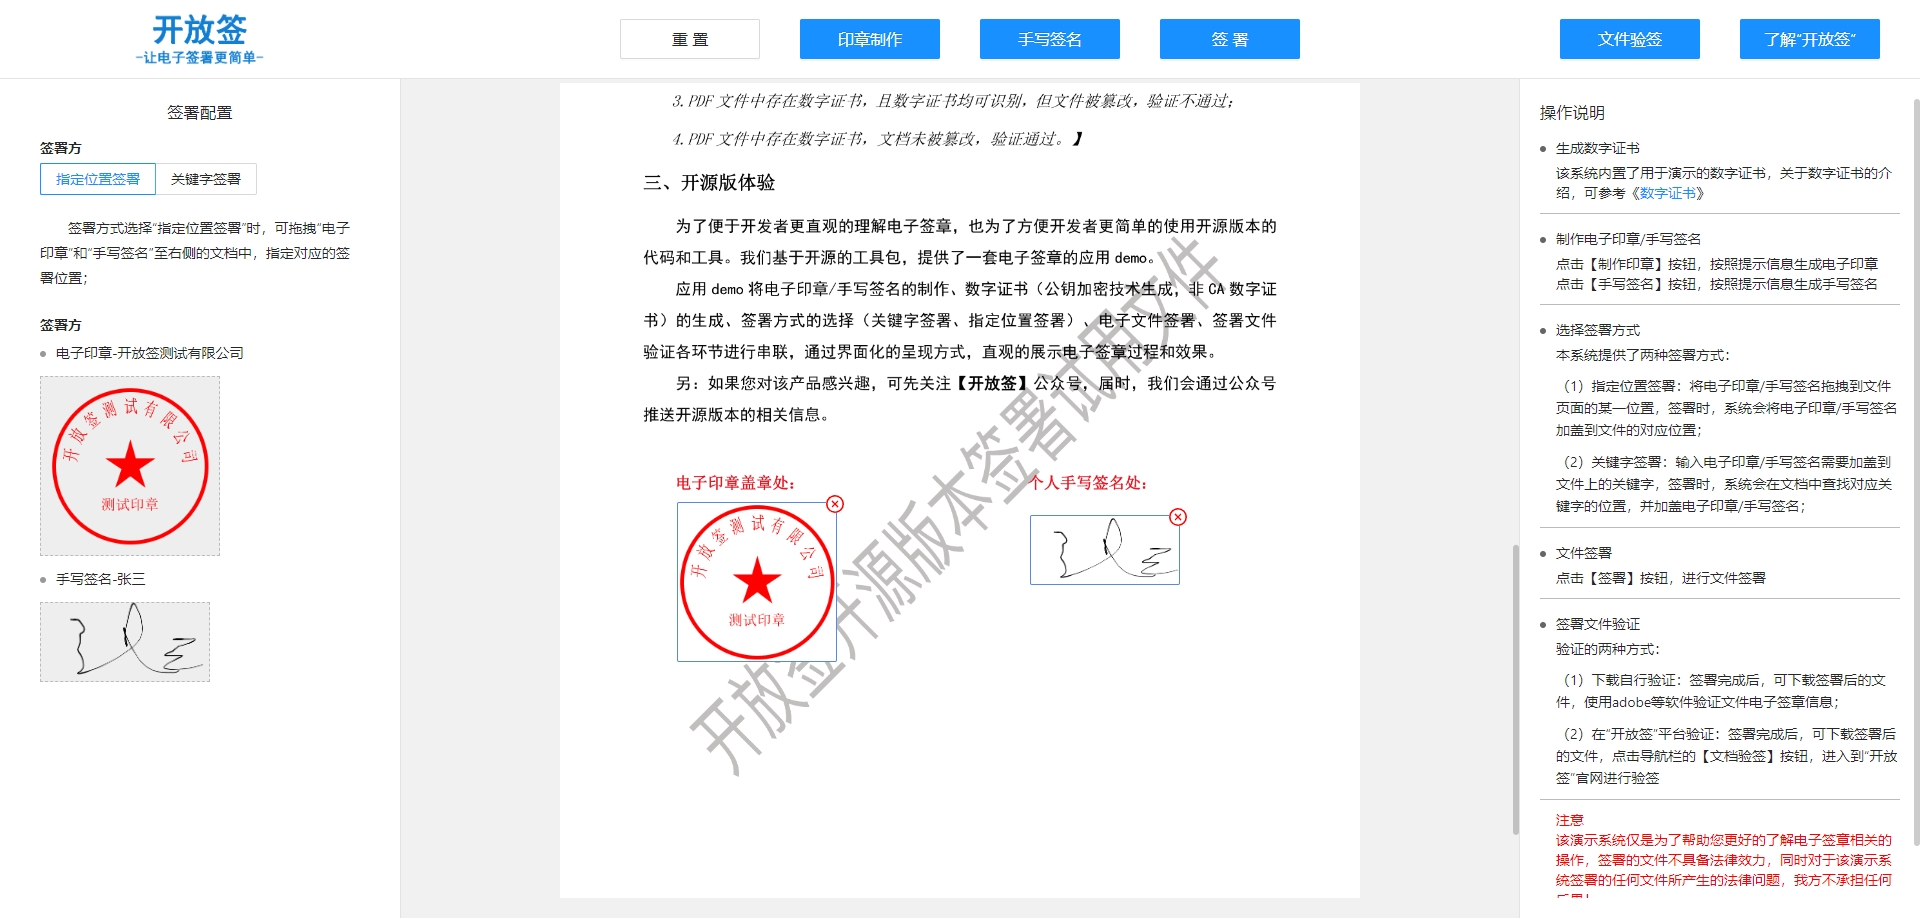 开放签
-让电子签署更简单-
重 置
印章制作
手写签名
签 署
文件验签
了解“开放签”
签署配置
签署方
指定位置签署
关键字签署
签署方式选择“指定位置签署”时，可拖拽“电子
印章”和“手写签名”至右侧的文档中，指定对应的签
署位置；
签署方
电子印章-开放签测试有限公司
开放签测试有限公司
测试印章
手写签名-张三
3.PDF 文件中存在数字证书，且数字证书均可识别，但文件被篡改，验证不通过；
4.PDF 文件中存在数字证书，文档未被篡改，验证通过。】
三、开源版体验
为了便于开发者更直观的理解电子签章，也为了方便开发者更简单的使用开源版本的
代码和工具。我们基于开源的工具包，提供了一套电子签章的应用 demo。
应用 demo 将电子印章/手写签名的制作、数字证书（公钥加密技术生成，非 CA 数字证
书）的生成、签署方式的选择（关键字签署、指定位置签署）、电子文件签署、签署文件
验证各环节进行串联，通过界面化的呈现方式，直观的展示电子签章过程和效果。
另：如果您对该产品感兴趣，可先关注【开放签】公众号，届时，我们会通过公众号
推送开源版本的相关信息。
电子印章盖章处：
个人手写签名处：
开放签测试有限公司
测试印章
开放签开源版本签署试用文件
操作说明
生成数字证书
该系统内置了用于演示的数字证书，关于数字证书的介
绍，可参考《数字证书》
制作电子印章/手写签名
点击【制作印章】按钮，按照提示信息生成电子印章
点击【手写签名】按钮，按照提示信息生成手写签名
选择签署方式
本系统提供了两种签署方式：
（1）指定位置签署：将电子印章/手写签名拖拽到文件
页面的某一位置，签署时，系统会将电子印章/手写签名
加盖到文件的对应位置；
（2）关键字签署：输入电子印章/手写签名需要加盖到
文件上的关键字，签署时，系统会在文档中查找对应关
键字的位置，并加盖电子印章/手写签名；
文件签署
点击【签署】按钮，进行文件签署
签署文件验证
验证的两种方式：
（1）下载自行验证：签署完成后，可下载签署后的文
件，使用adobe等软件验证文件电子签章信息；
（2）在“开放签”平台验证：签署完成后，可下载签署后
的文件，点击导航栏的【文档验签】按钮，进入到“开放
签”官网进行验签
注意
该演示系统仅是为了帮助您更好的了解电子签章相关的
操作，签署的文件不具备法律效力，同时对于该演示系
统签署的任何文件所产生的法律问题，我方不承担任何